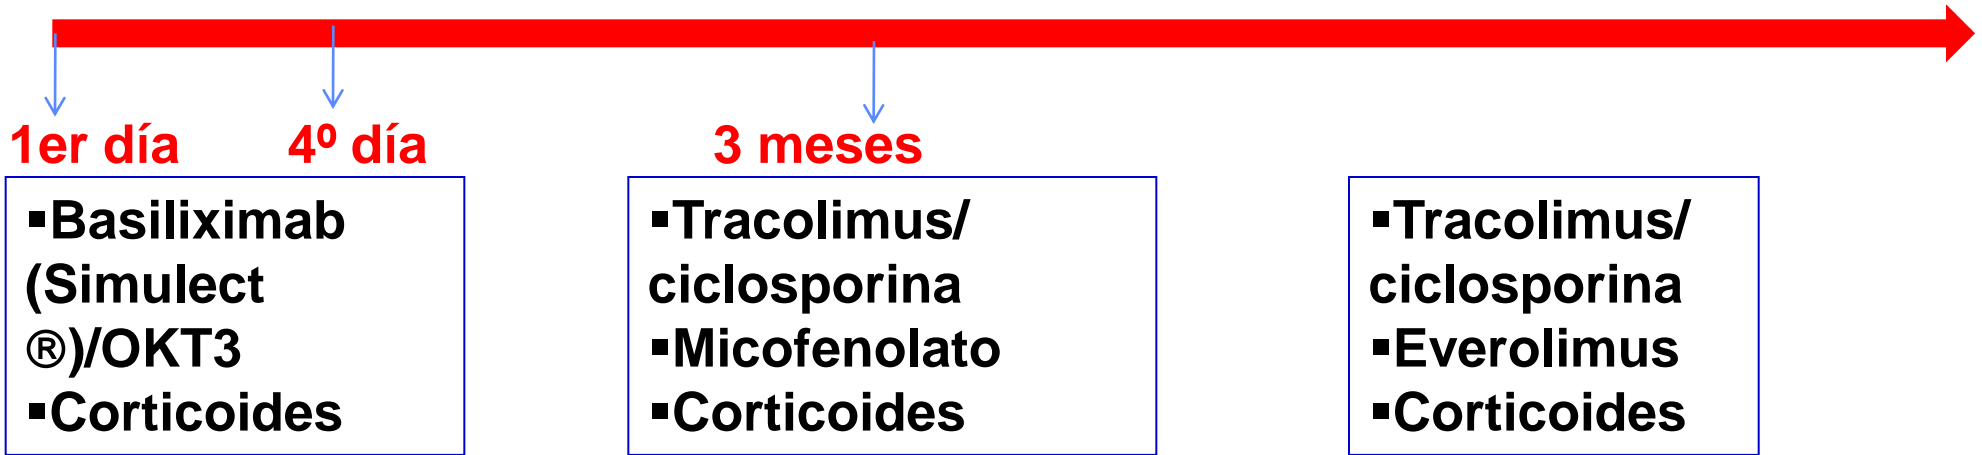 1er día
4º día
3 meses
▪Basiliximab
(Simulect
®)/OKT3
▪Corticoides
▪Tracolimus/
ciclosporina
▪Micofenolato
▪Corticoides
▪Tracolimus/
ciclosporina
▪Everolimus
▪Corticoides